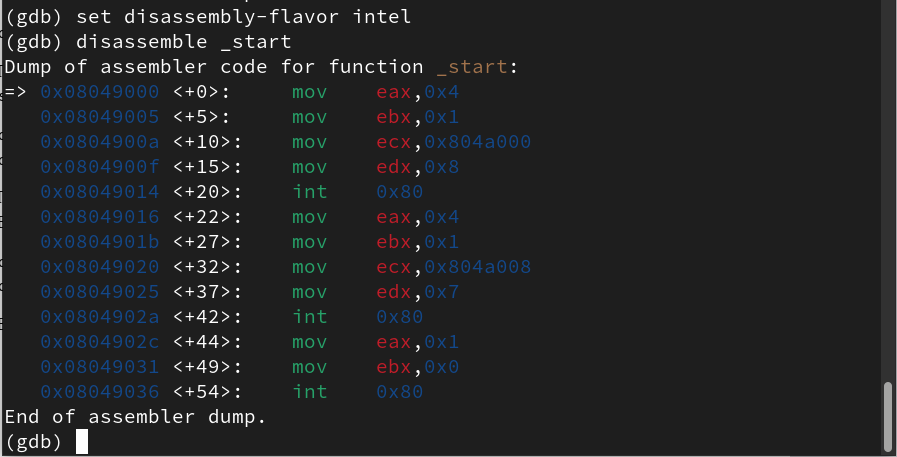 (gdb) set disassembly-flavor intel
(gdb) disassemble _start
Dump of assembler code for function _start:
=> 0x08049000 <+0>:     mov    eax,0x4
   0x08049005 <+5>:     mov    ebx,0x1
   0x0804900a <+10>:    mov    ecx,0x804a000
   0x0804900f <+15>:    mov    edx,0x8
   0x08049014 <+20>:    int    0x80
   0x08049016 <+22>:    mov    eax,0x4
   0x0804901b <+27>:    mov    ebx,0x1
   0x08049020 <+32>:    mov    ecx,0x804a008
   0x08049025 <+37>:    mov    edx,0x7
   0x0804902a <+42>:    int    0x80
   0x0804902c <+44>:    mov    eax,0x1
   0x08049031 <+49>:    mov    ebx,0x0
   0x08049036 <+54>:    int    0x80
End of assembler dump.
(gdb)